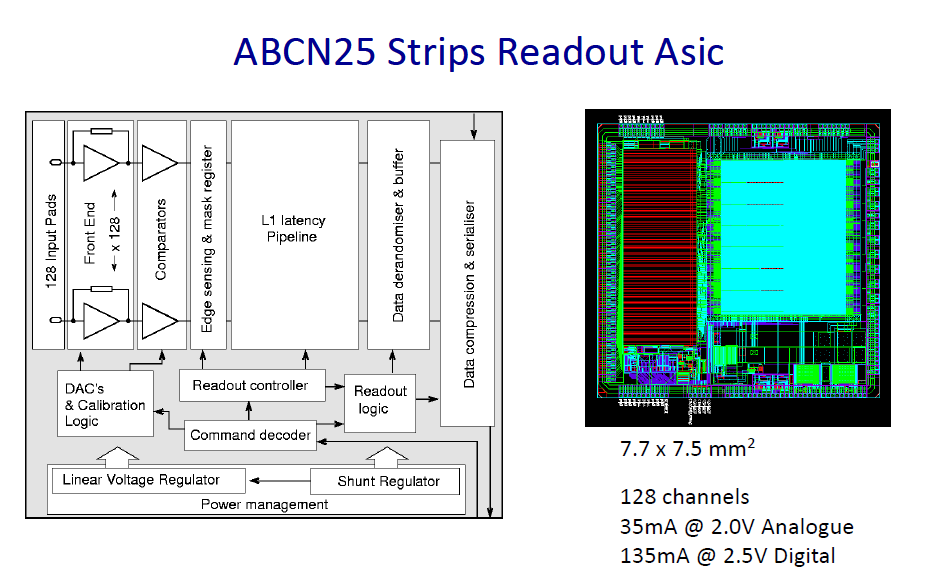 ABCN25 Strips Readout Asic
128 Input Pads
Front End
x 128
Comparators
Edge sensing & mask register
L1 latency
Pipeline
Data derandomiser & buffer
Data compression & serialiser
DAC's
& Calibration
Logic
Readout controller
Readout
logic
Command decoder
Linear Voltage Regulator
Shunt Regulator
Power management
7.7 x 7.5 mm²
128 channels
35mA @ 2.0V Analogue
135mA @ 2.5V Digital